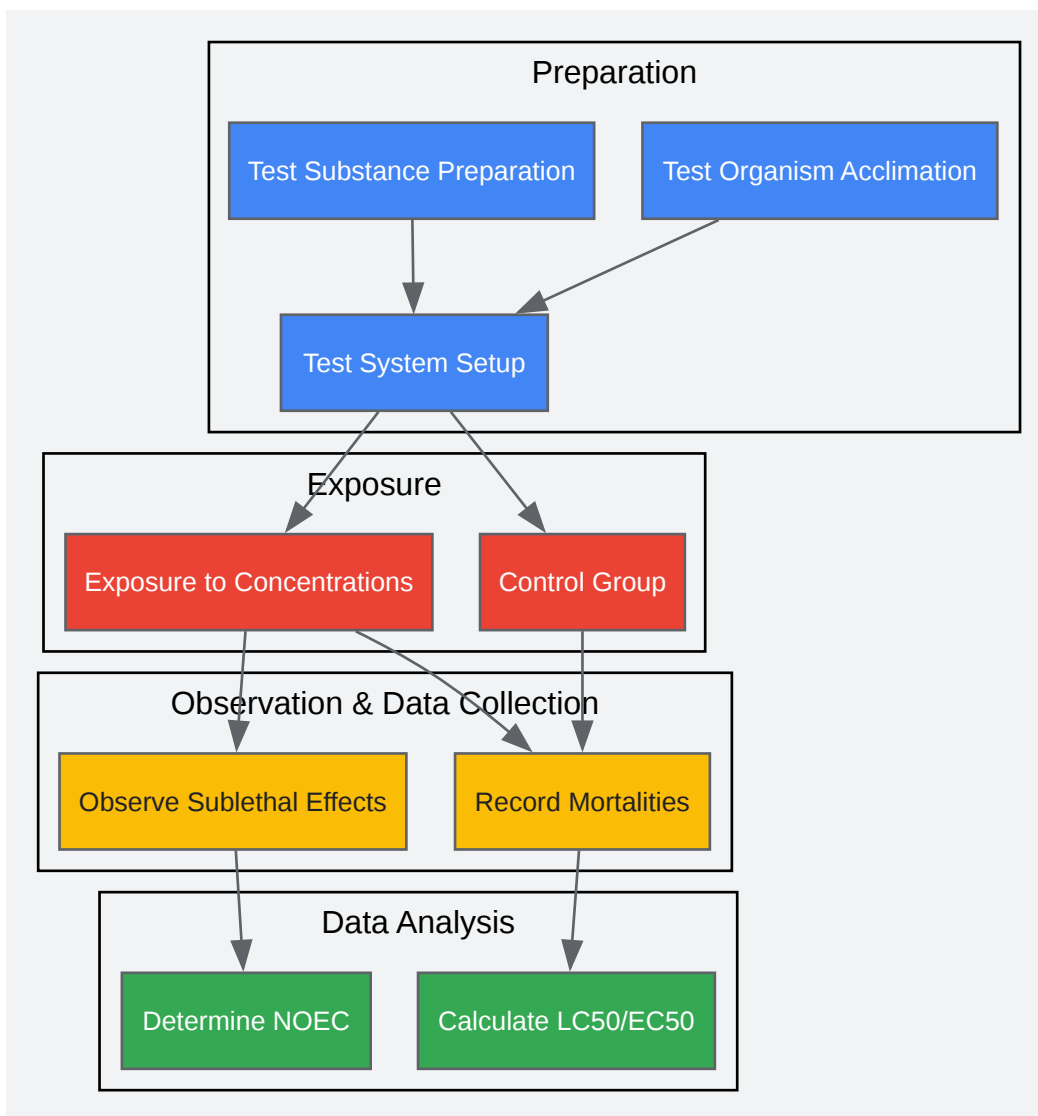 Preparation
Test Substance Preparation
Test Organism Acclimation
Test System Setup
Exposure
Exposure to Concentrations
Control Group
Observation & Data Collection
Observe Sublethal Effects
Record Mortalities
Data Analysis
Determine NOEC
Calculate LC50/EC50